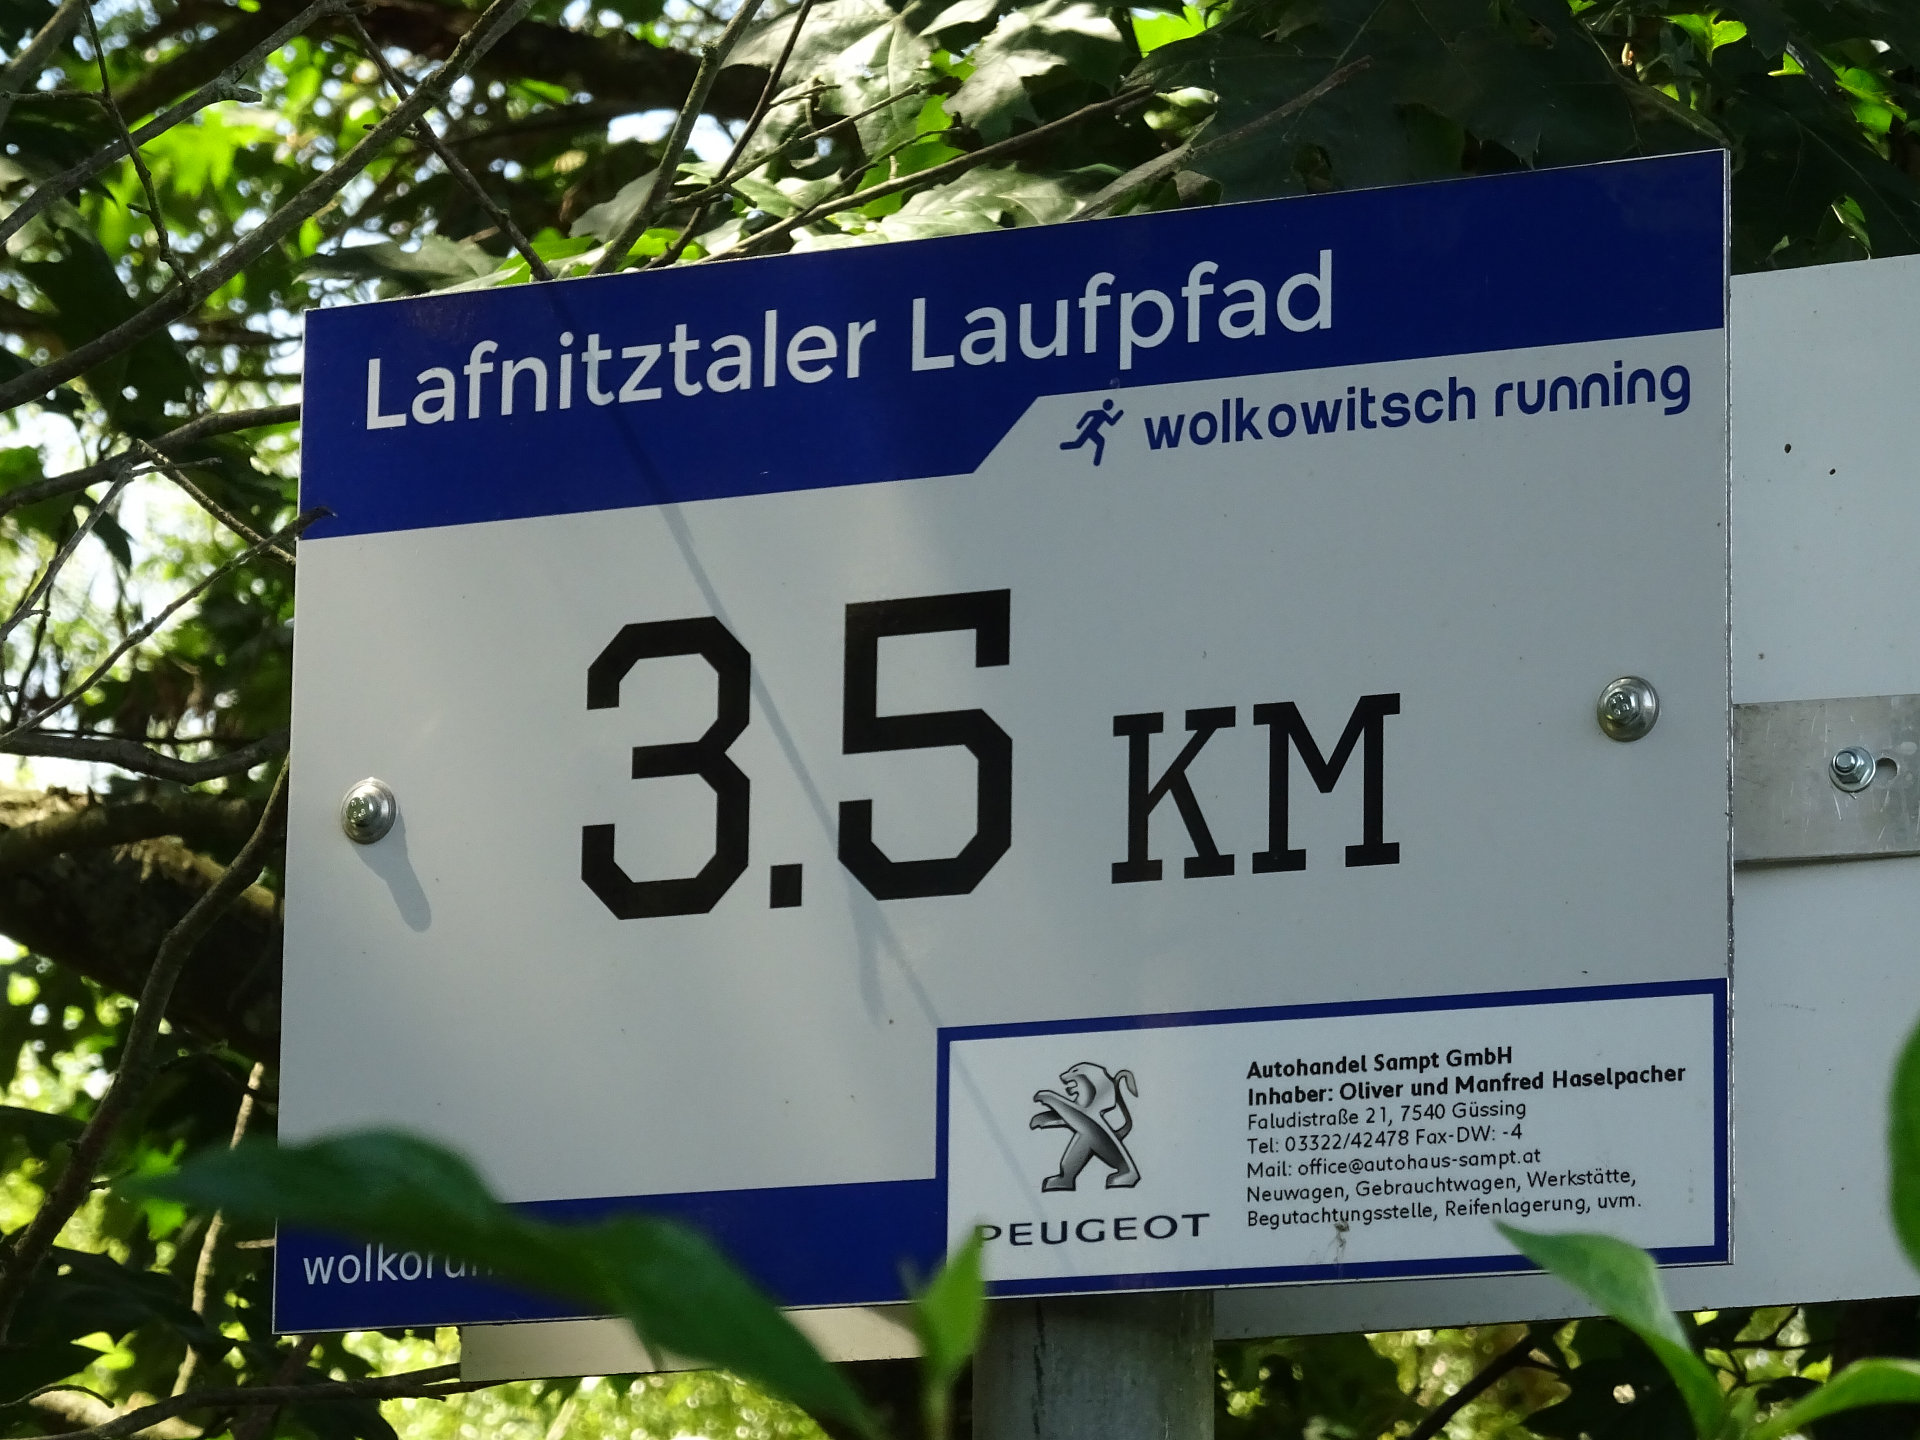 Lafnitztaler Laufpfad
wolkowitsch running
3.5 KM
Autohandel Sampt GmbH
Inhaber: Oliver und Manfred Haselpacher
Faludistraße 21, 7540 Güssing
Tel: 03322/42478 Fax-DW: -4
Mail: office@autohaus-sampt.at
Neuwagen, Gebrauchtwagen, Werkstätte,
Begutachtungsstelle, Reifenlagerung, uvm.
PEUGEOT